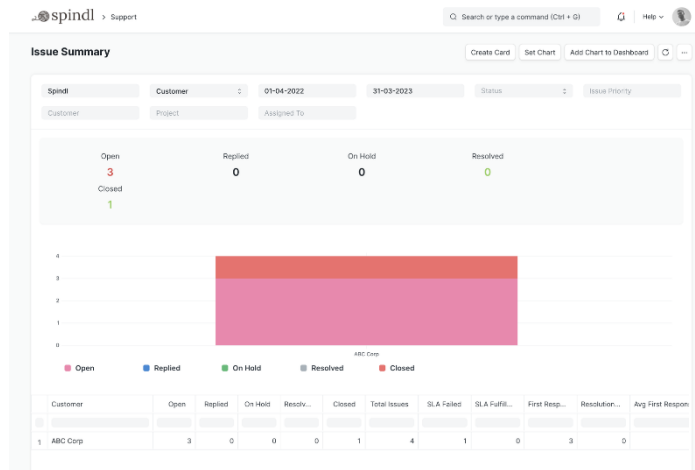 spindl > Support
Search or type a command (Ctrl + G)
Help
Issue Summary
Create Card
Set Chart
Add Chart to Dashboard
Spindl
Customer
01-04-2022
31-03-2023
Status
Issue Priority
Customer
Project
Assigned To
Open
Replied
On Hold
Resolved
3
0
0
0
Closed
1
4
3
2
1
0
ABC Corp
Open
Replied
On Hold
Resolved
Closed
Customer Open Replied On Hold Resolv... Closed Total Issues SLA Failed SLA Fulfill... First Resp... Resolution... Avg First Respon
1 ABC Corp 3 0 0 0 1 4 1 0 3 0